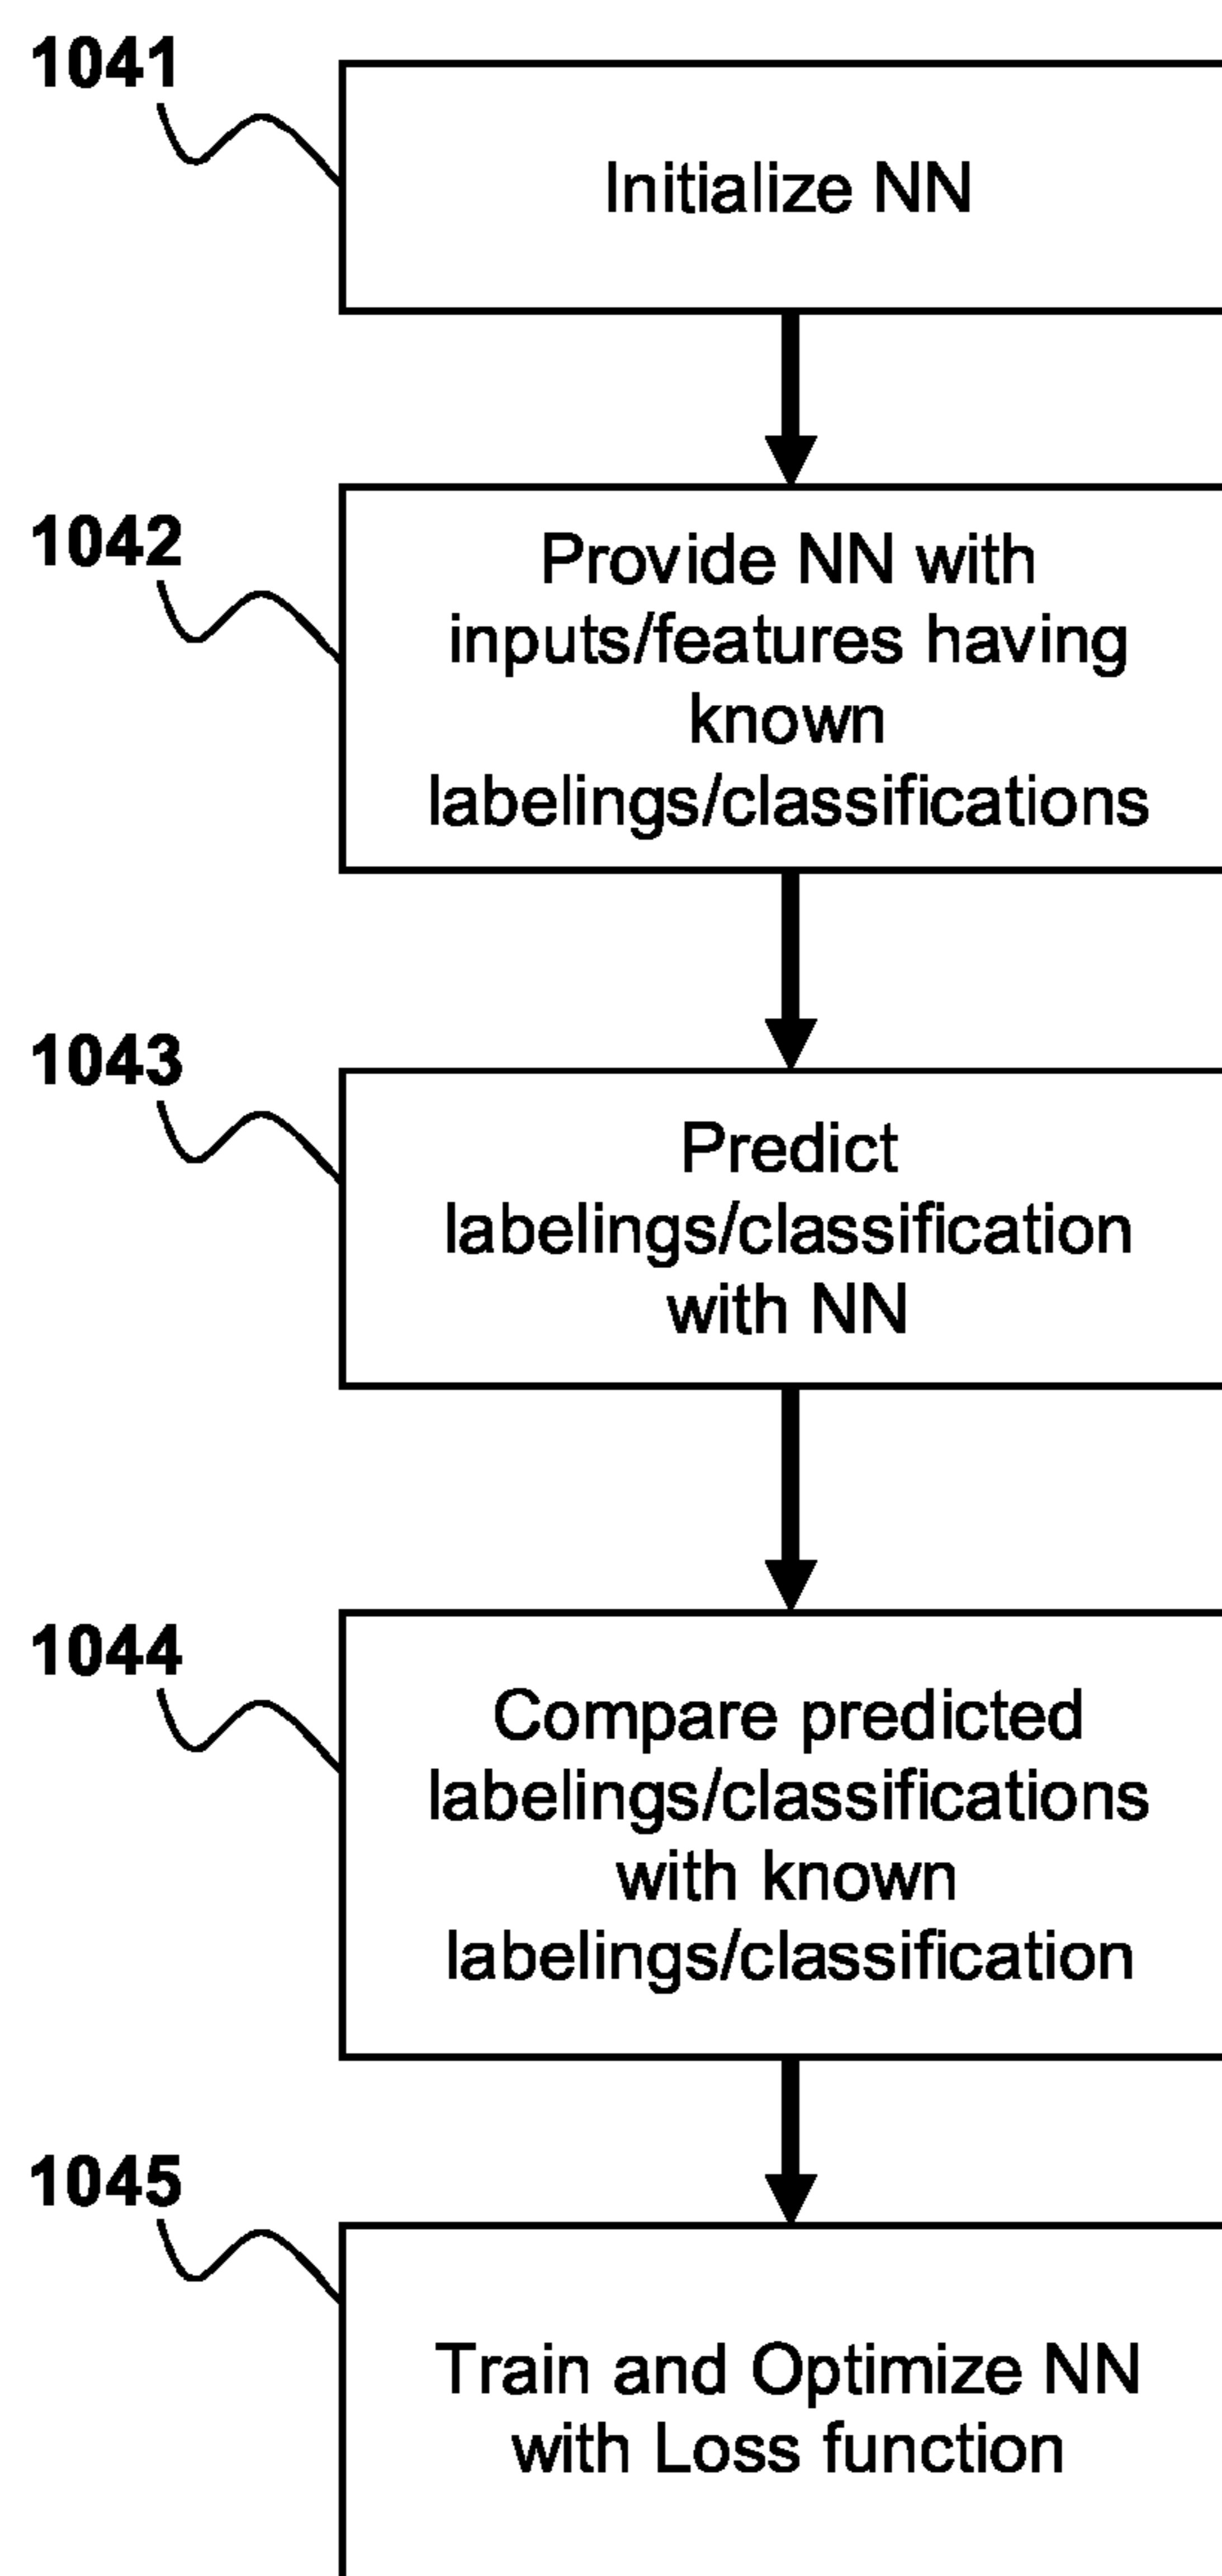 1041
Initialize NN
1042
Provide NN with
inputs/features having
known
labelings/classifications
1043
Predict
labelings/classification
with NN
1044
Compare predicted
labelings/classifications
with known
labelings/classification
1045
Train and Optimize NN
with Loss function